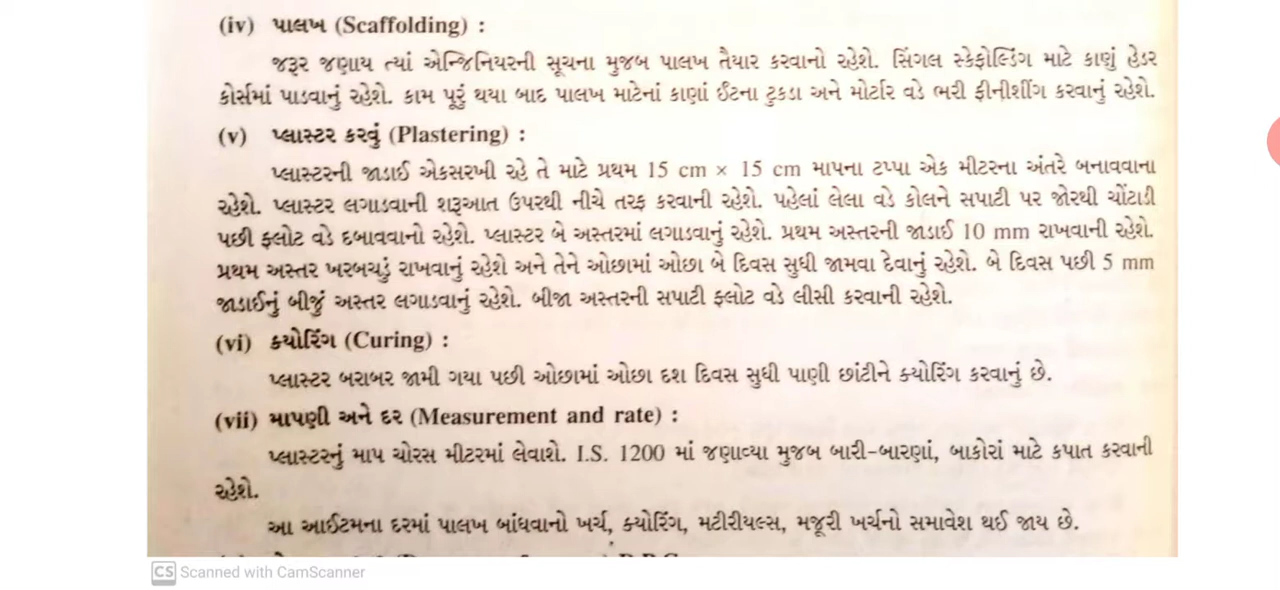 (iv) પાલખ (Scaffolding) :
જરૂર જણાય ત્યાં એન્જિનિયરની સૂચના મુજબ પાલખ તૈયાર કરવાનો રહેશે. સિંગલ સ્કેફોલ્ડિંગ માટે કાણું હેડર
કોર્સમાં પાડવાનું રહેશે. કામ પૂરું થયા બાદ પાલખ માટેનાં કાણાં ઈંટના ટુકડા અને મોર્ટાર વડે ભરી ફીનીશીંગ કરવાનું રહેશે.
(v) પ્લાસ્ટર કરવું (Plastering) :
પ્લાસ્ટરની જાડાઈ એકસરખી રહે તે માટે પ્રથમ 15 cm × 15 cm માપના ટપ્પા એક મીટરના અંતરે બનાવવાના
રહેશે. પ્લાસ્ટર લગાડવાની શરૂઆત ઉપરથી નીચે તરફ કરવાની રહેશે. પહેલાં લેલા વડે કોલને સપાટી પર જોરથી ચોંટાડી
પછી ફ્લોટ વડે દબાવવાનો રહેશે. પ્લાસ્ટર બે અસ્તરમાં લગાડવાનું રહેશે. પ્રથમ અસ્તરની જાડાઈ 10 mm રાખવાની રહેશે.
પ્રથમ અસ્તર ખરબચડું રાખવાનું રહેશે અને તેને ઓછામાં ઓછા બે દિવસ સુધી જામવા દેવાનું રહેશે. બે દિવસ પછી 5 mm
જાડાઈનું બીજું અસ્તર લગાડવાનું રહેશે. બીજા અસ્તરની સપાટી ફ્લોટ વડે લીસી કરવાની રહેશે.
(vi) ક્યોરિંગ (Curing) :
પ્લાસ્ટર બરાબર જામી ગયા પછી ઓછામાં ઓછા દશ દિવસ સુધી પાણી છાંટીને ક્યોરિંગ કરવાનું છે.
(vii) માપણી અને દર (Measurement and rate) :
પ્લાસ્ટરનું માપ ચોરસ મીટરમાં લેવાશે. I.S. 1200 માં જણાવ્યા મુજબ બારી-બારણાં, બાકોરાં માટે કપાત કરવાની
રહેશે.
આ આઈટમના દરમાં પાલખ બાંધવાનો ખર્ચ, ક્યોરિંગ, મટીરીયલ્સ, મજૂરી ખર્ચનો સમાવેશ થઈ જાય છે.
CS Scanned with CamScanner